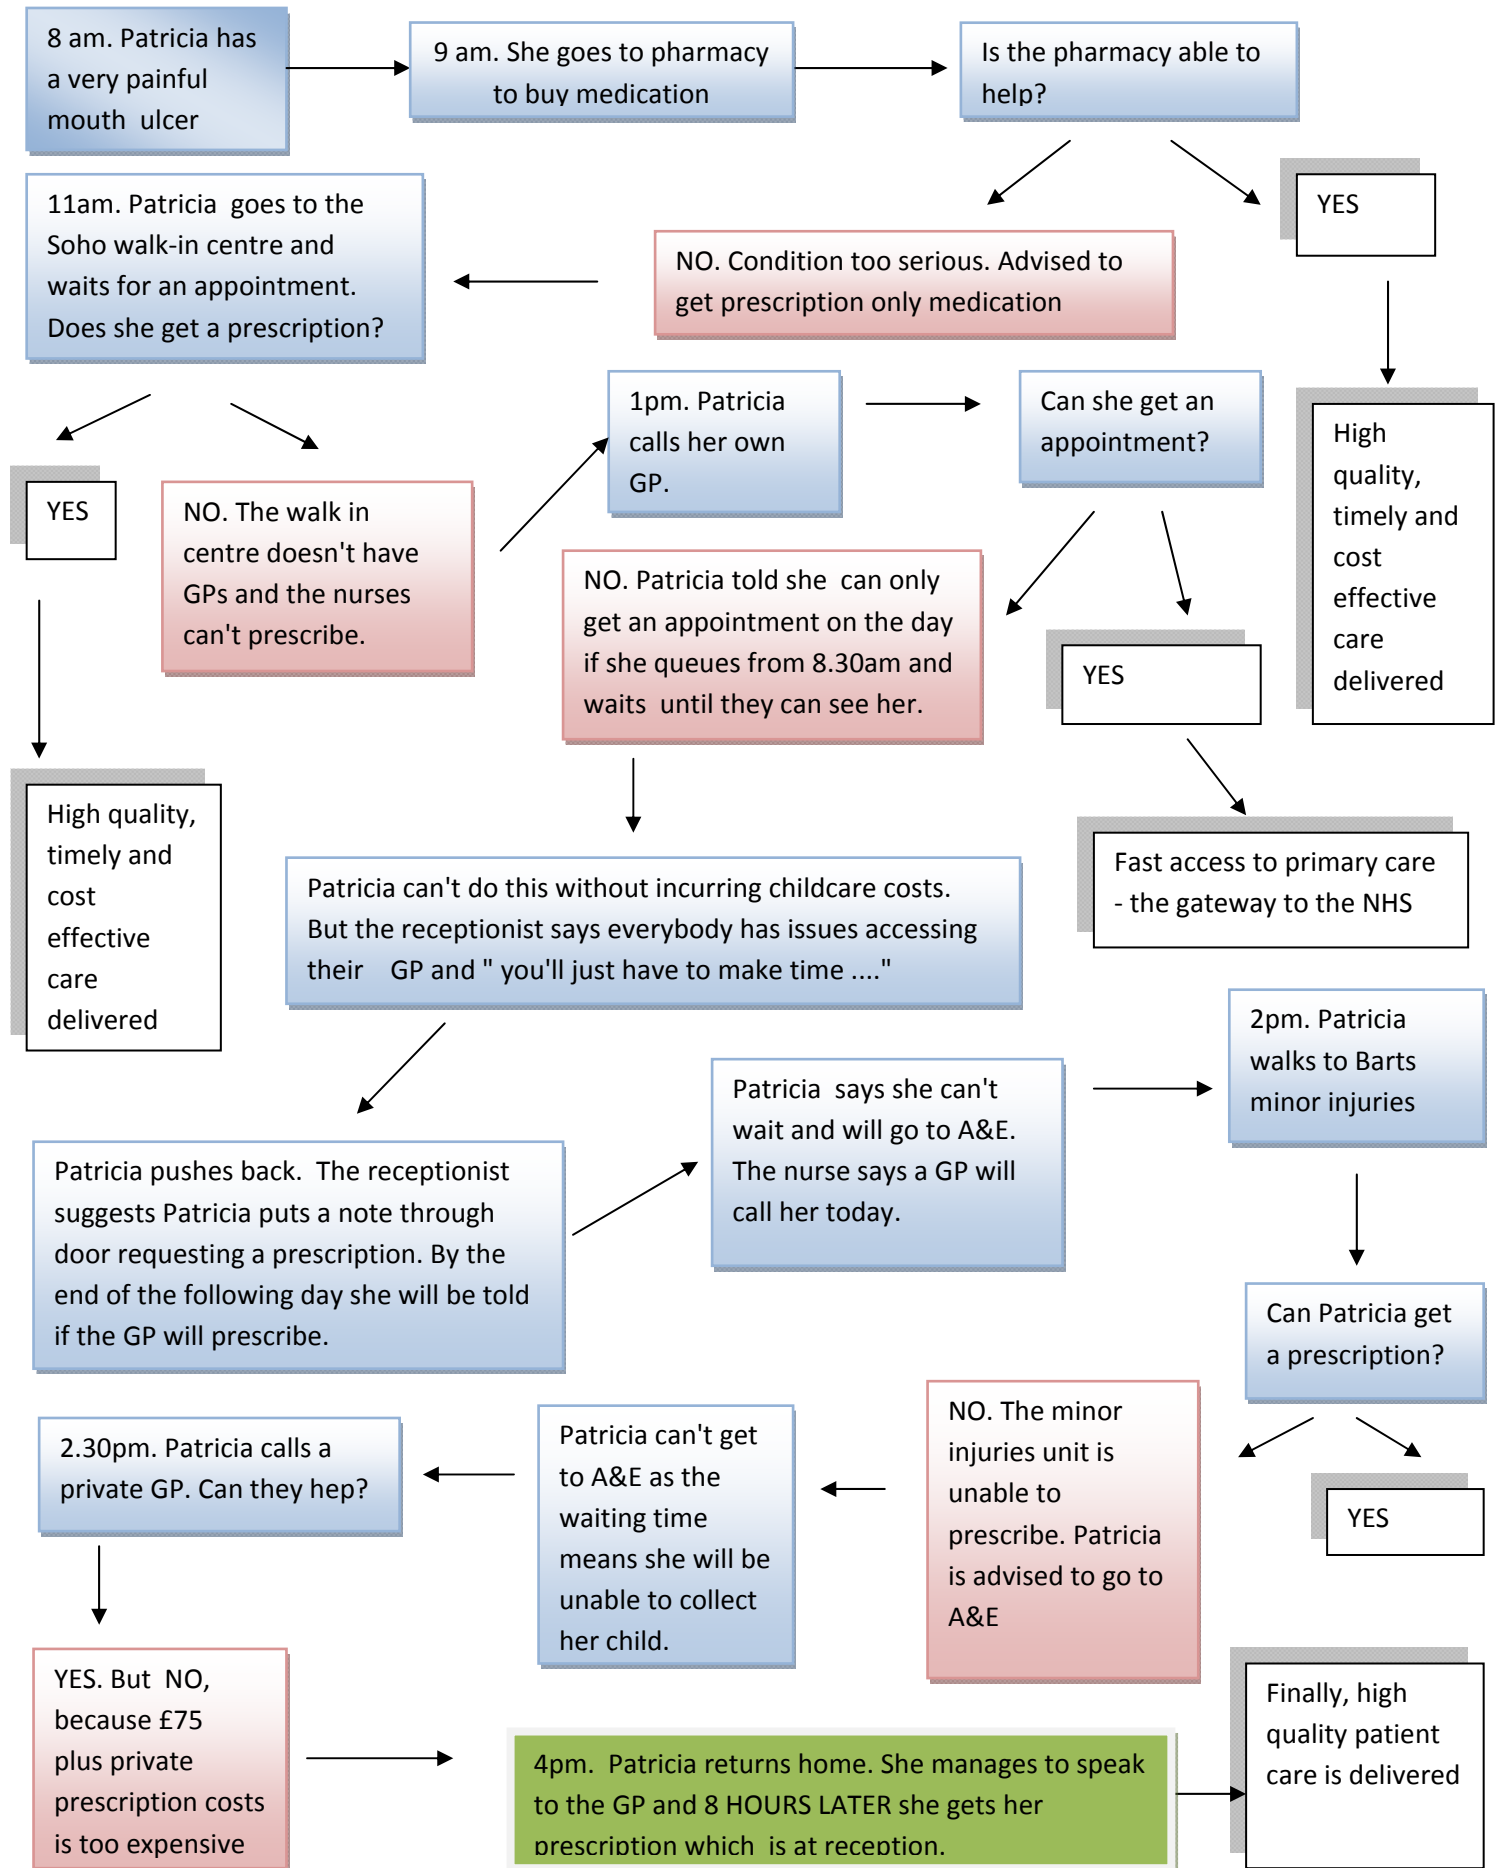 8 am. Patricia has
a very painful
mouth  ulcer
9 am. She goes to pharmacy
to buy medication
Is the pharmacy able to
help?
YES
NO. Condition too serious. Advised to
get prescription only medication
11am. Patricia  goes to the
Soho walk-in centre and
waits for an appointment.
Does she get a prescription?
High
quality,
timely and
cost
effective
care
delivered
YES
NO. The walk in
centre doesn't have
GPs and the nurses
can't prescribe.
High quality,
timely and
cost
effective
care
delivered
1pm. Patricia
calls her own
GP.
Can she get an
appointment?
NO. Patricia told she  can only
get an appointment on the day
if she queues from 8.30am and
waits  until they can see her.
YES
Fast access to primary care
- the gateway to the NHS
Patricia can't do this without incurring childcare costs.
But the receptionist says everybody has issues accessing
their    GP and " you'll just have to make time ...."
Patricia pushes back.  The receptionist
suggests Patricia puts a note through
door requesting a prescription. By the
end of the following day she will be told
if the GP will prescribe.
Patricia  says she can't
wait and will go to A&E.
The nurse says a GP will
call her today.
2pm. Patricia
walks to Barts
minor injuries
Can Patricia get
a prescription?
YES
NO. The minor
injuries unit is
unable to
prescribe. Patricia
is advised to go to
A&E
Patricia can't get
to A&E as the
waiting time
means she will be
unable to collect
her child.
2.30pm. Patricia calls a
private GP. Can they hep?
YES. But  NO,
because £75
plus private
prescription costs
is too expensive
4pm.  Patricia returns home. She manages to speak
to the GP and 8 HOURS LATER she gets her
prescription which  is at reception.
Finally, high
quality patient
care is delivered